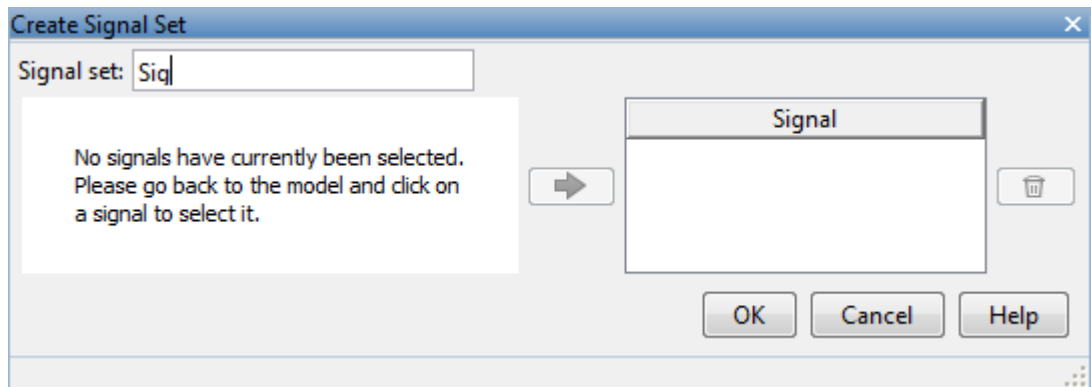 Create Signal Set
Signal set: Sig
No signals have currently been selected.
Please go back to the model and click on
a signal to select it.
Signal
OK Cancel Help